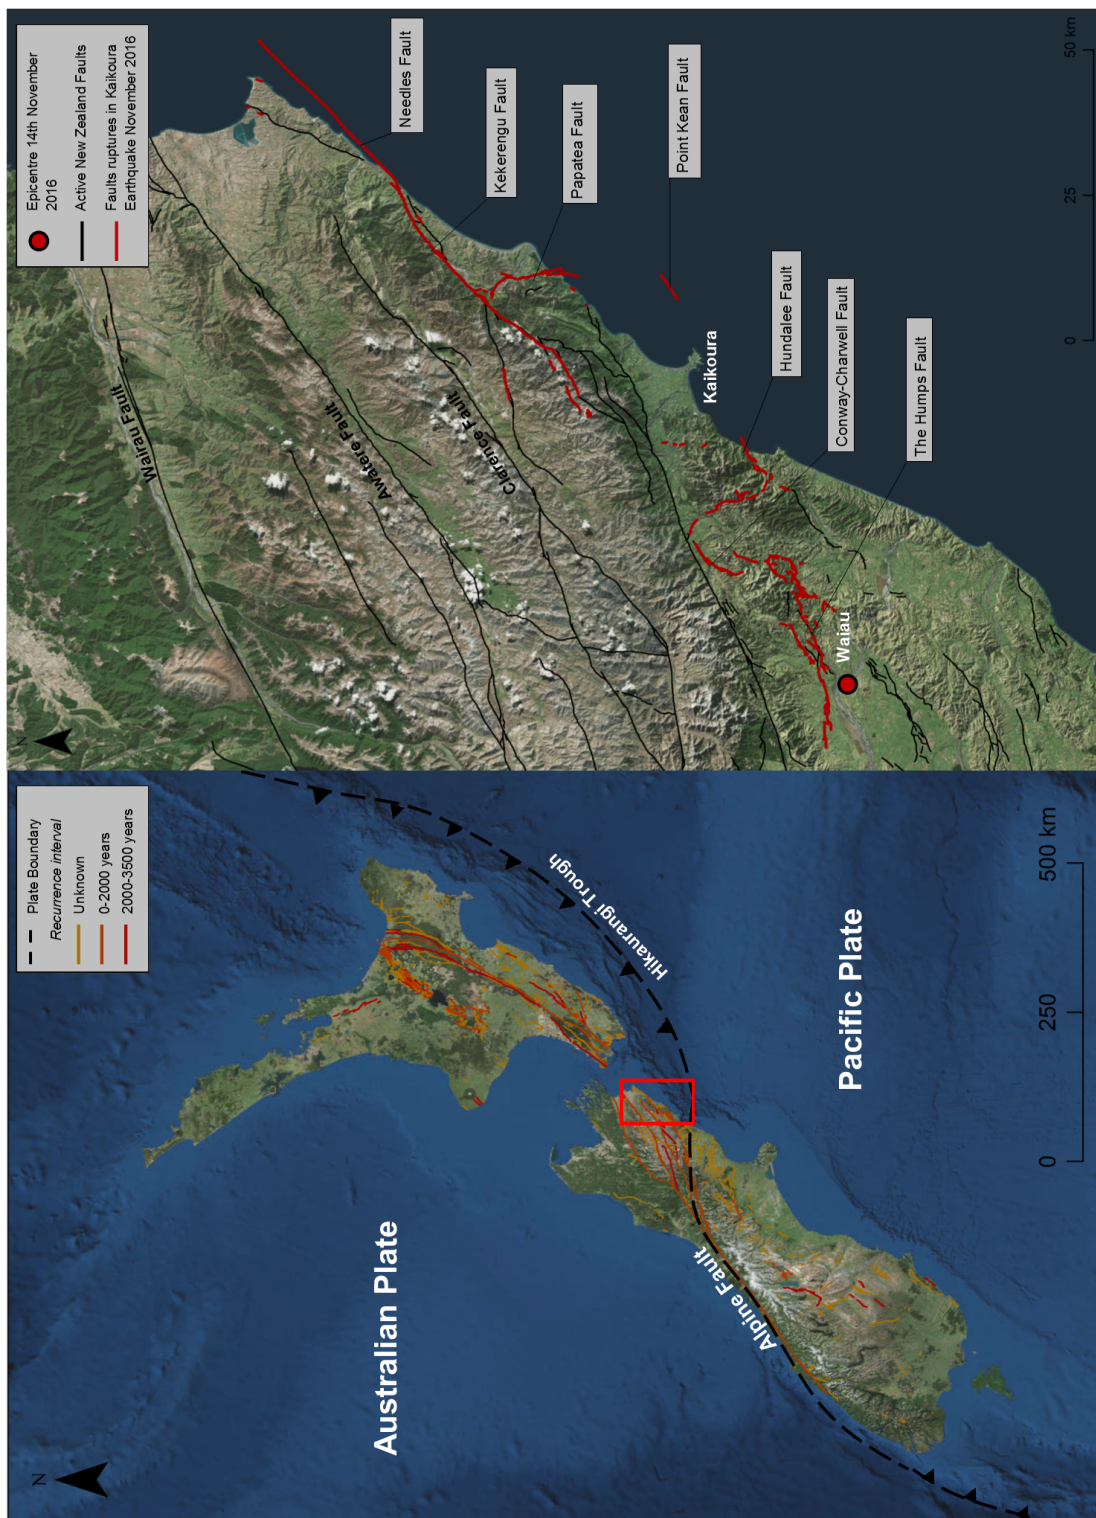 N
Australian Plate
Pacific Plate
Alpine Fault
Hikaurangi Trough
Plate Boundary
Recurrence interval
Unknown
0-2000 years
2000-3500 years
0
250
500 km
N
Wairau Fault
Awatere Fault
Clarence Fault
Kaikoura
Waiau
Needles Fault
Kekerengu Fault
Papatea Fault
Point Kean Fault
Hundalee Fault
Conway-Charwell Fault
The Humps Fault
Epicentre 14th November
2016
Active New Zealand Faults
Faults ruptures in Kaikoura
Earthquake November 2016
0
25
50 km